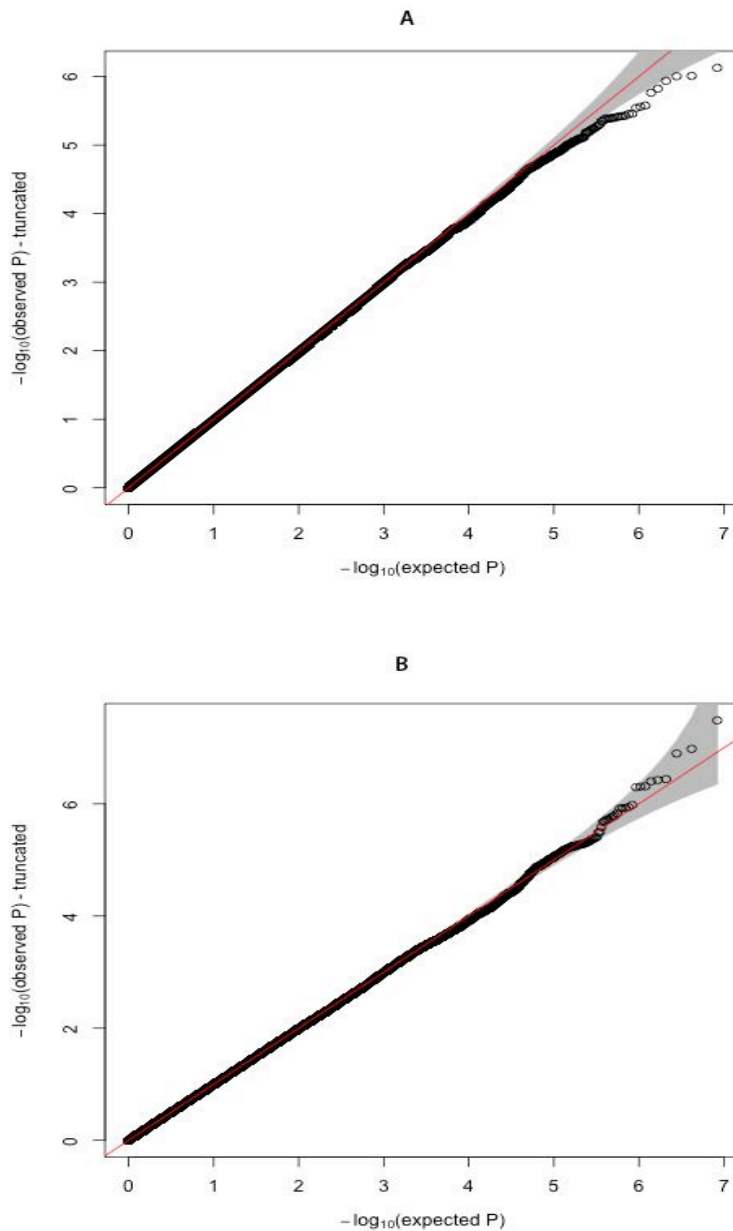 A
6
5
4
3
2
1
0
−log₁₀(observed P) - truncated
0 1 2 3 4 5 6 7
−log₁₀(expected P)
B
6
4
2
0
−log₁₀(observed P) - truncated
0 1 2 3 4 5 6 7
−log₁₀(expected P)